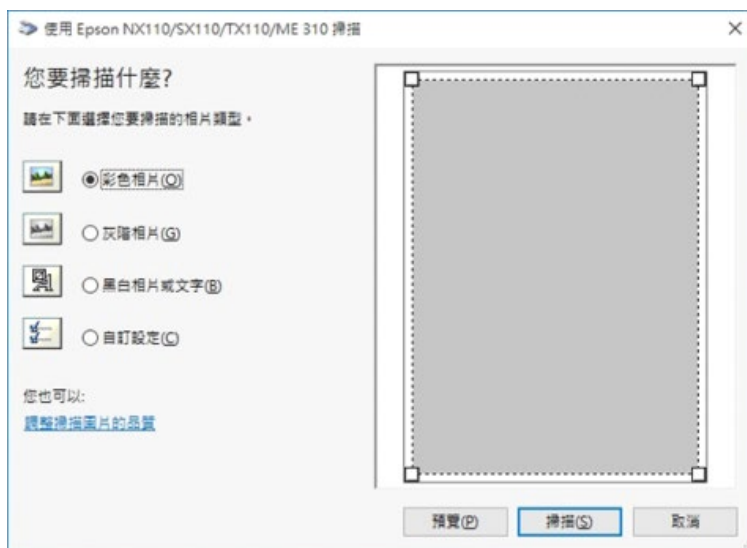 使用 Epson NX110/SX110/TX110/ME 310 掃描
您要掃描什麼?
請在下面選擇您要掃描的相片類型。
彩色相片(O)
灰階相片(G)
黑白相片或文字(B)
自訂設定(C)
您也可以:
調整掃描圖片的品質
預覽(P)
掃描(S)
取消